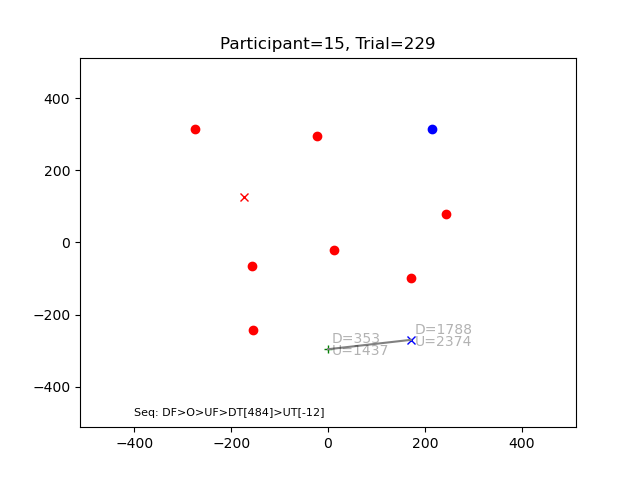 Participant=15, Trial=229
400
200
0
−200
−400
D=353
U=1437
D=1788
U=2374
Seq: DF>O>UF>DT[484]>UT[-12]
−400 −200 0 200 400